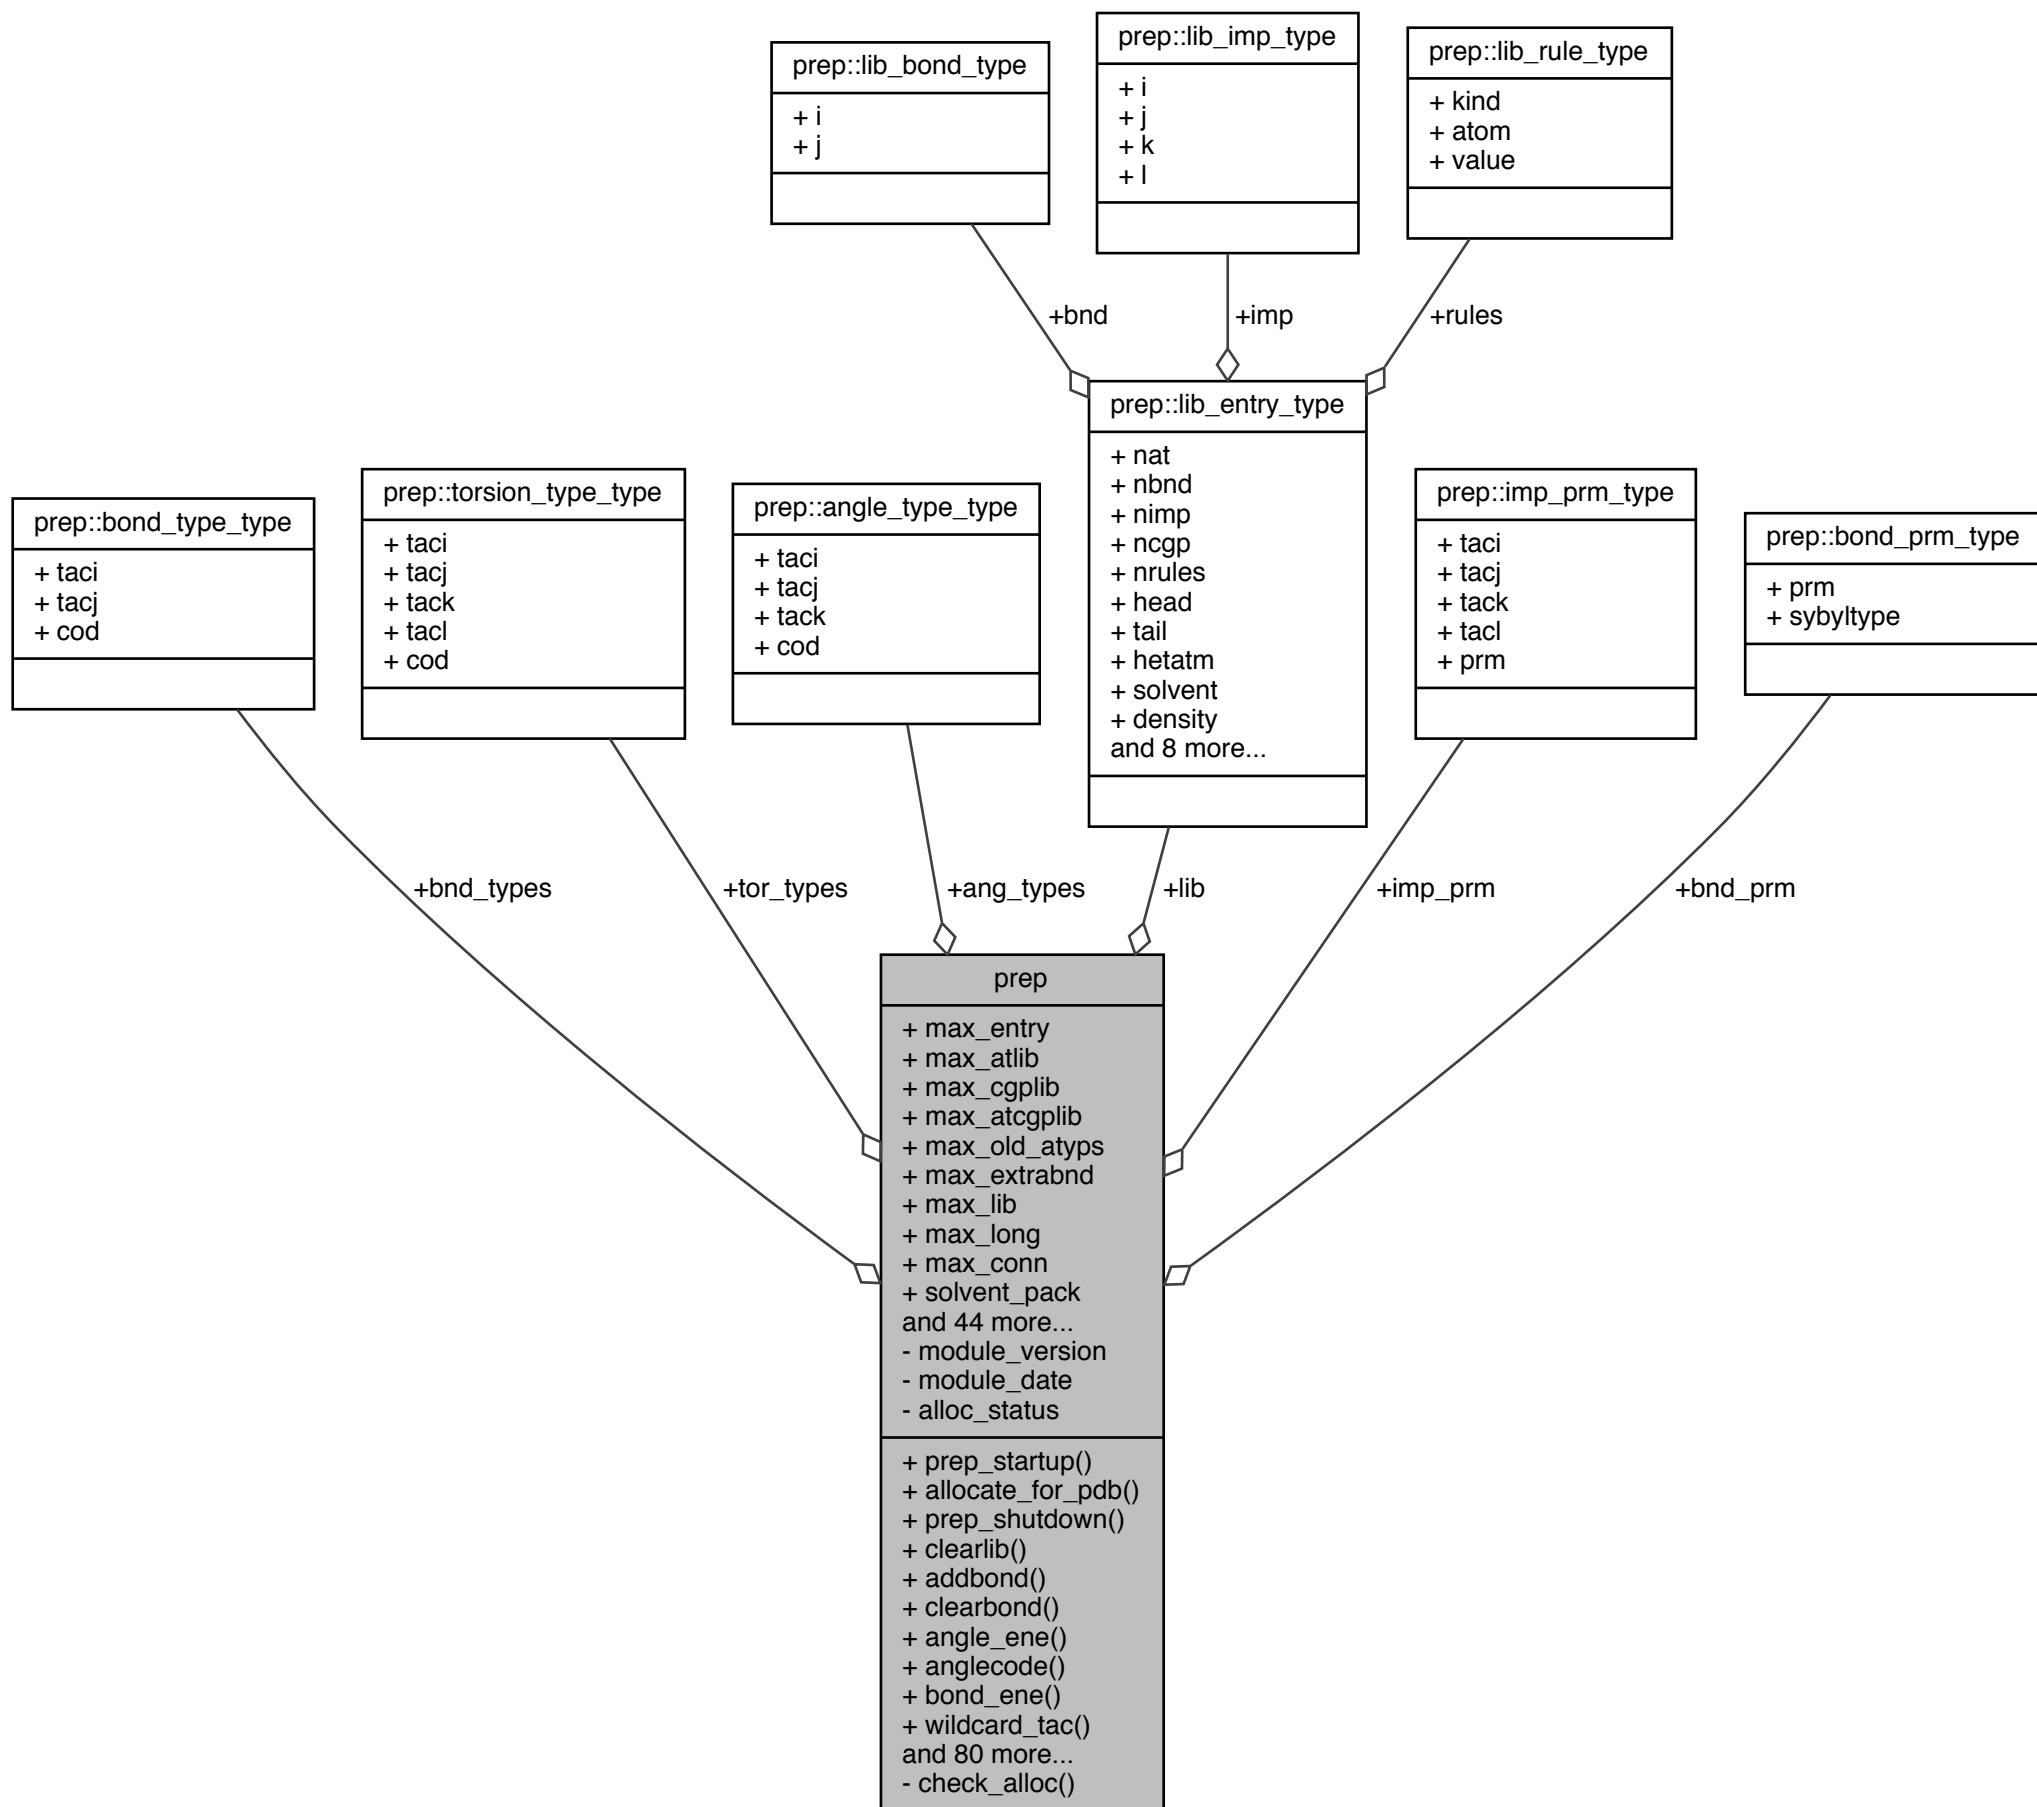 prep::lib_bond_type
+ i
+ j
prep::lib_imp_type
+ i
+ j
+ k
+ l
prep::lib_rule_type
+ kind
+ atom
+ value
+bnd
+imp
+rules
prep::bond_type_type
+ taci
+ tacj
+ cod
prep::torsion_type_type
+ taci
+ tacj
+ tack
+ tacl
+ cod
prep::angle_type_type
+ taci
+ tacj
+ tack
+ cod
prep::lib_entry_type
+ nat
+ nbnd
+ nimp
+ ncgp
+ nrules
+ head
+ tail
+ hetatm
+ solvent
+ density
and 8 more...
prep::imp_prm_type
+ taci
+ tacj
+ tack
+ tacl
+ prm
prep::bond_prm_type
+ prm
+ sybyltype
+bnd_types
+tor_types
+ang_types
+lib
+imp_prm
+bnd_prm
prep
+ max_entry
+ max_atlib
+ max_cgplib
+ max_atcgplib
+ max_old_atyps
+ max_extrabnd
+ max_lib
+ max_long
+ max_conn
+ solvent_pack
and 44 more...
- module_version
- module_date
- alloc_status
+ prep_startup()
+ allocate_for_pdb()
+ prep_shutdown()
+ clearlib()
+ addbond()
+ clearbond()
+ angle_ene()
+ anglecode()
+ bond_ene()
+ wildcard_tac()
and 80 more...
- check_alloc()